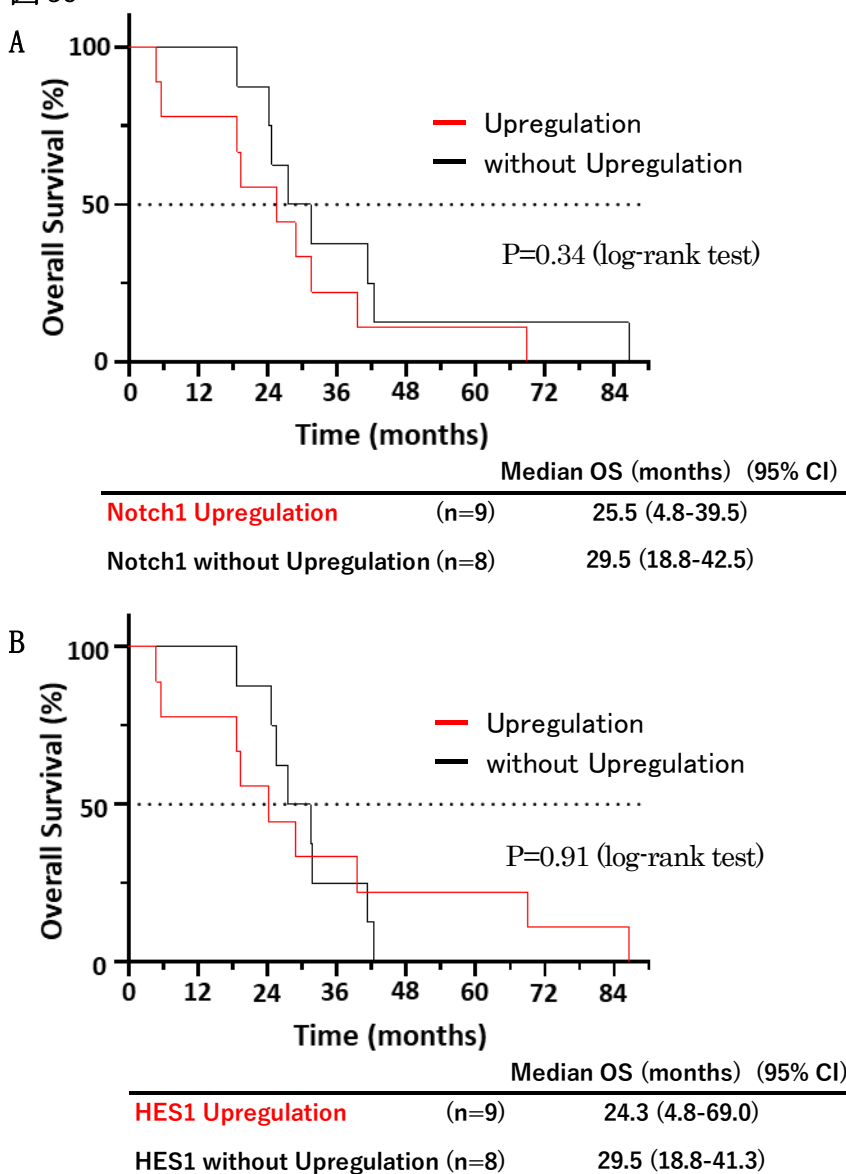 A
100
50
0
Overall Survival (%)
Upregulation
without Upregulation
P=0.34 (log-rank test)
0 12 24 36 48 60 72 84
Time (months)
Median OS (months) (95% CI)
Notch1 Upregulation (n=9) 25.5 (4.8-39.5)
Notch1 without Upregulation (n=8) 29.5 (18.8-42.5)
B
100
50
0
Overall Survival (%)
Upregulation
without Upregulation
P=0.91 (log-rank test)
0 12 24 36 48 60 72 84
Time (months)
Median OS (months) (95% CI)
HES1 Upregulation (n=9) 24.3 (4.8-69.0)
HES1 without Upregulation (n=8) 29.5 (18.8-41.3)